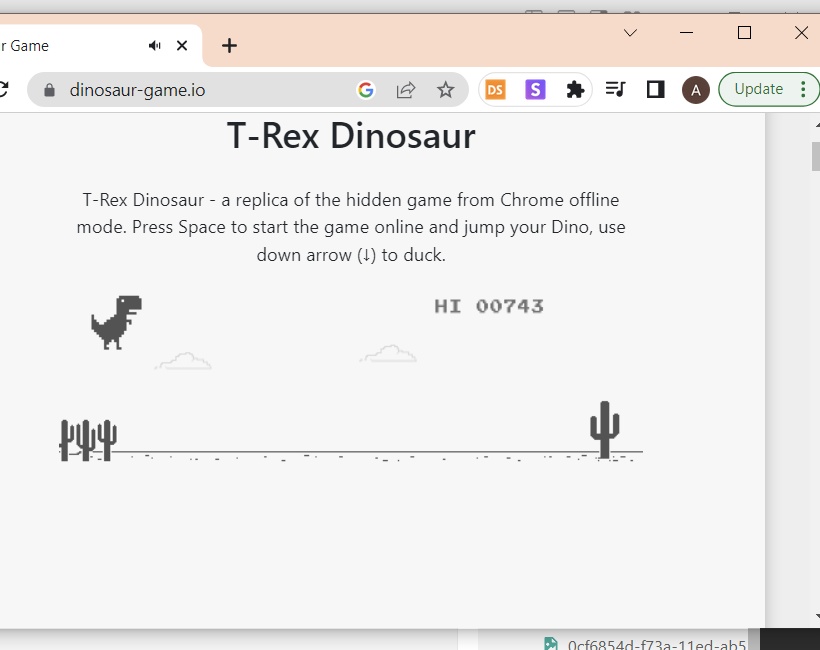 r Game
dinosaur-game.io
DS
S
A
Update
T-Rex Dinosaur
T-Rex Dinosaur - a replica of the hidden game from Chrome offline
mode. Press Space to start the game online and jump your Dino, use
down arrow (↓) to duck.
HI 00743
0cf6854d-f73a-11ed-ab5